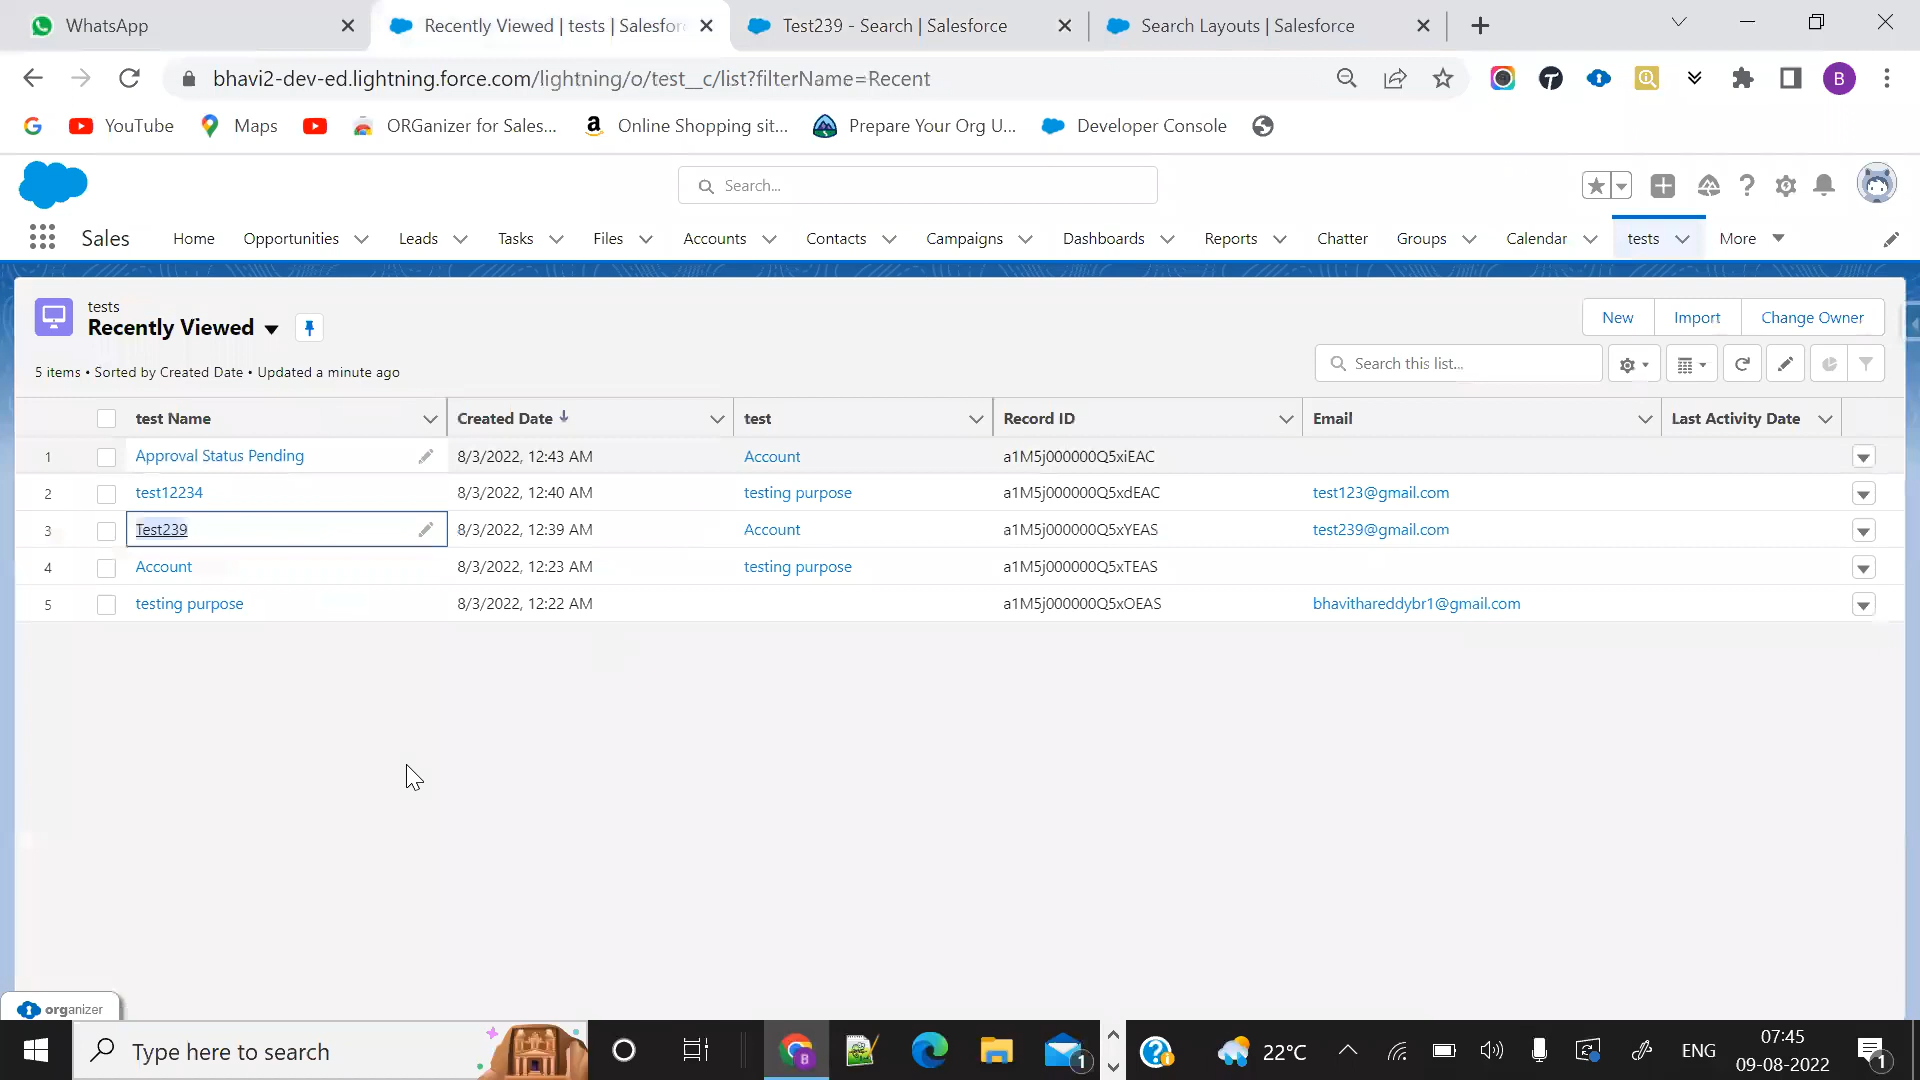 WhatsApp
Recently Viewed | tests | Salesfor
Test239 - Search | Salesforce
Search Layouts | Salesforce
bhavi2-dev-ed.lightning.force.com/lightning/o/test__c/list?filterName=Recent
B
YouTube
Maps
ORGanizer for Sales...
Online Shopping sit...
Prepare Your Org U...
Developer Console
Search...
Sales
Home
Opportunities
Leads
Tasks
Files
Accounts
Contacts
Campaigns
Dashboards
Reports
Chatter
Groups
Calendar
tests
More
tests
Recently Viewed
New
Import
Change Owner
5 items • Sorted by Created Date • Updated a minute ago
Search this list...
test Name Created Date test Record ID Email Last Activity Date
1 Approval Status Pending 8/3/2022, 12:43 AM Account a1M5j000000Q5xiEAC
2 test12234 8/3/2022, 12:40 AM testing purpose a1M5j000000Q5xdEAC test123@gmail.com
3 Test239 8/3/2022, 12:39 AM Account a1M5j000000Q5xYEAS test239@gmail.com
4 Account 8/3/2022, 12:23 AM testing purpose a1M5j000000Q5xTEAS
5 testing purpose 8/3/2022, 12:22 AM a1M5j000000Q5xOEAS bhavithareddybr1@gmail.com
organizer
Type here to search
B
1
22°C
ENG
07:45
09-08-2022
1